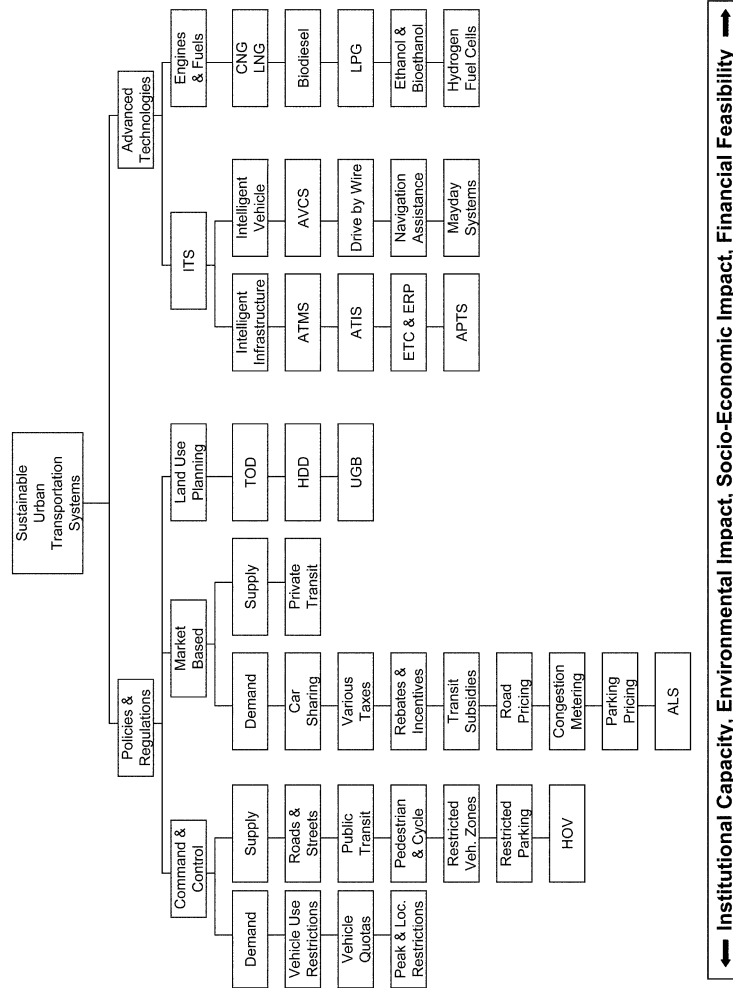 Sustainable
Urban
Transportation
Systems
Policies &
Regulations
Advanced
Technologies
Command &
Control
Market
Based
Land Use
Planning
ITS
Engines
& Fuels
Demand
Vehicle Use
Restrictions
Vehicle
Quotas
Peak & Loc.
Restrictions
Supply
Roads &
Streets
Public
Transit
Pedestrian
& Cycle
Restricted
Veh. Zones
Restricted
Parking
HOV
Demand
Car
Sharing
Various
Taxes
Rebates &
Incentives
Transit
Subsidies
Road
Pricing
Congestion
Metering
Parking
Pricing
ALS
Supply
Private
Transit
TOD
HDD
UGB
Intelligent
Infrastructure
ATMS
ATIS
ETC & ERP
APTS
Intelligent
Vehicle
AVCS
Drive by Wire
Navigation
Assistance
Mayday
Systems
CNG
LNG
Biodiesel
LPG
Ethanol &
Bioethanol
Hydrogen
Fuel Cells
Institutional Capacity, Environmental Impact, Socio-Economic Impact, Financial Feasibility